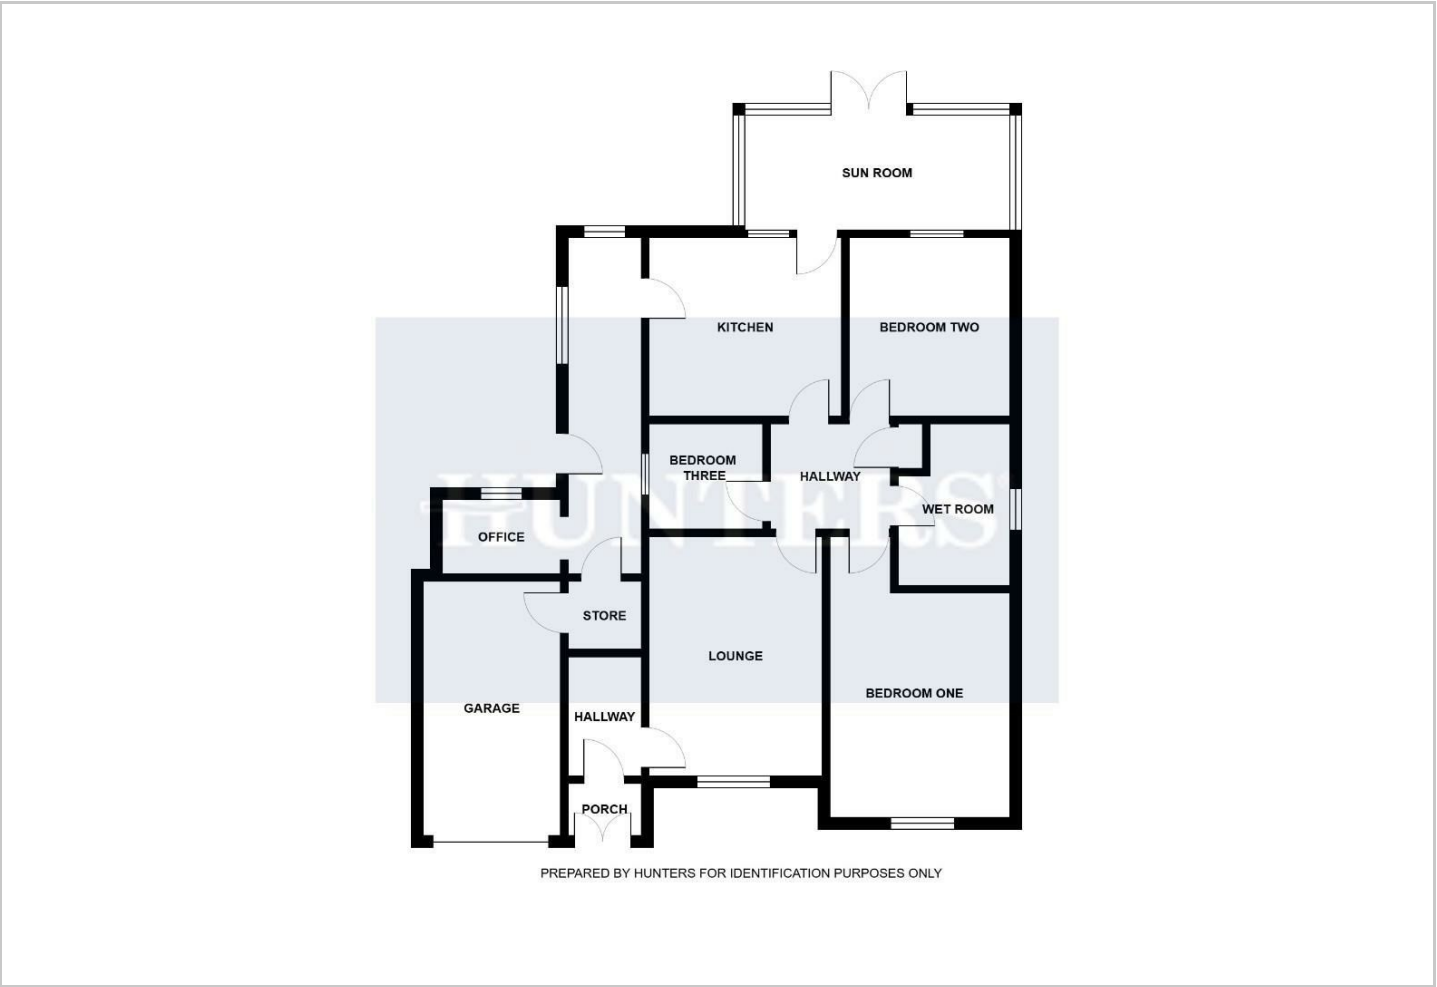 SUN ROOM
KITCHEN
BEDROOM TWO
BEDROOM
THREE
HALLWAY
HUNTERS®
WET ROOM
OFFICE
STORE
LOUNGE
BEDROOM ONE
GARAGE
HALLWAY
PORCH
PREPARED BY HUNTERS FOR IDENTIFICATION PURPOSES ONLY